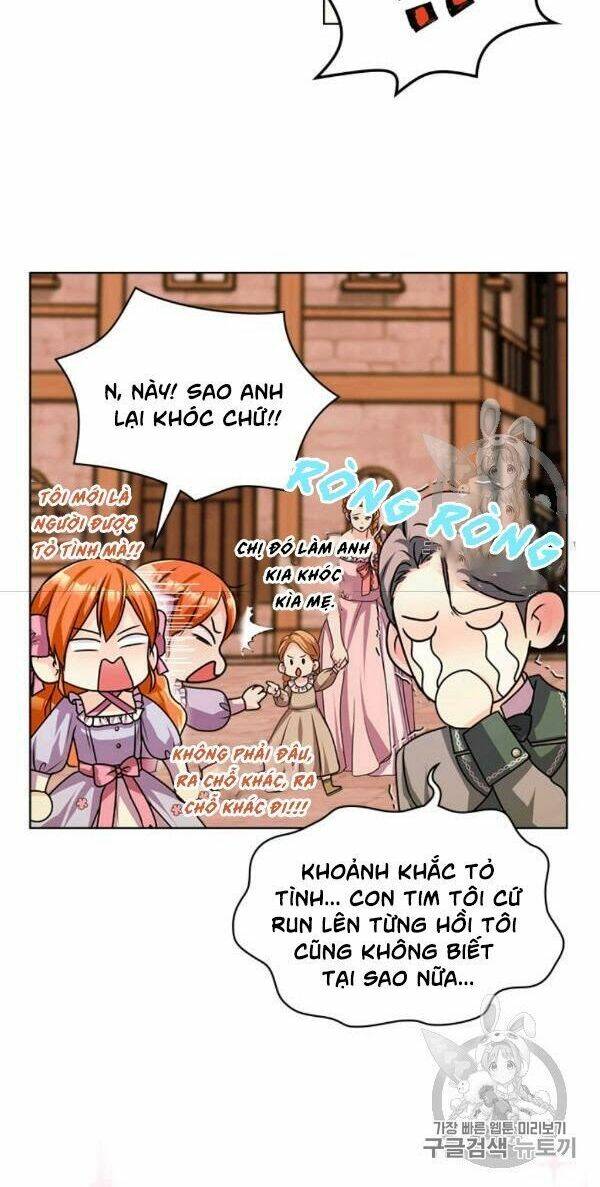 N, NÀY! SAO ANH
LẠI KHÓC CHỨ!!
TÔI MỚI LÀ
NGƯỜI ĐƯỢC
TỎ TÌNH MÀ!!
RÒNG RÒNG
CHỊ ĐÓ LÀM ANH
KIA KHÓC
KÌA MẸ.
KHÔNG PHẢI ĐÂU,
RA CHỖ KHÁC, RA
CHỖ KHÁC ĐI!!!
KHOẢNH KHẮC TỎ
TÌNH... CON TIM TÔI CỨ
RUN LÊN TỪNG HỒI TÔI
CŨNG KHÔNG BIẾT
TẠI SAO NỮA...
가장 빠른 웹툰 미리보기
구글검색 뉴토끼